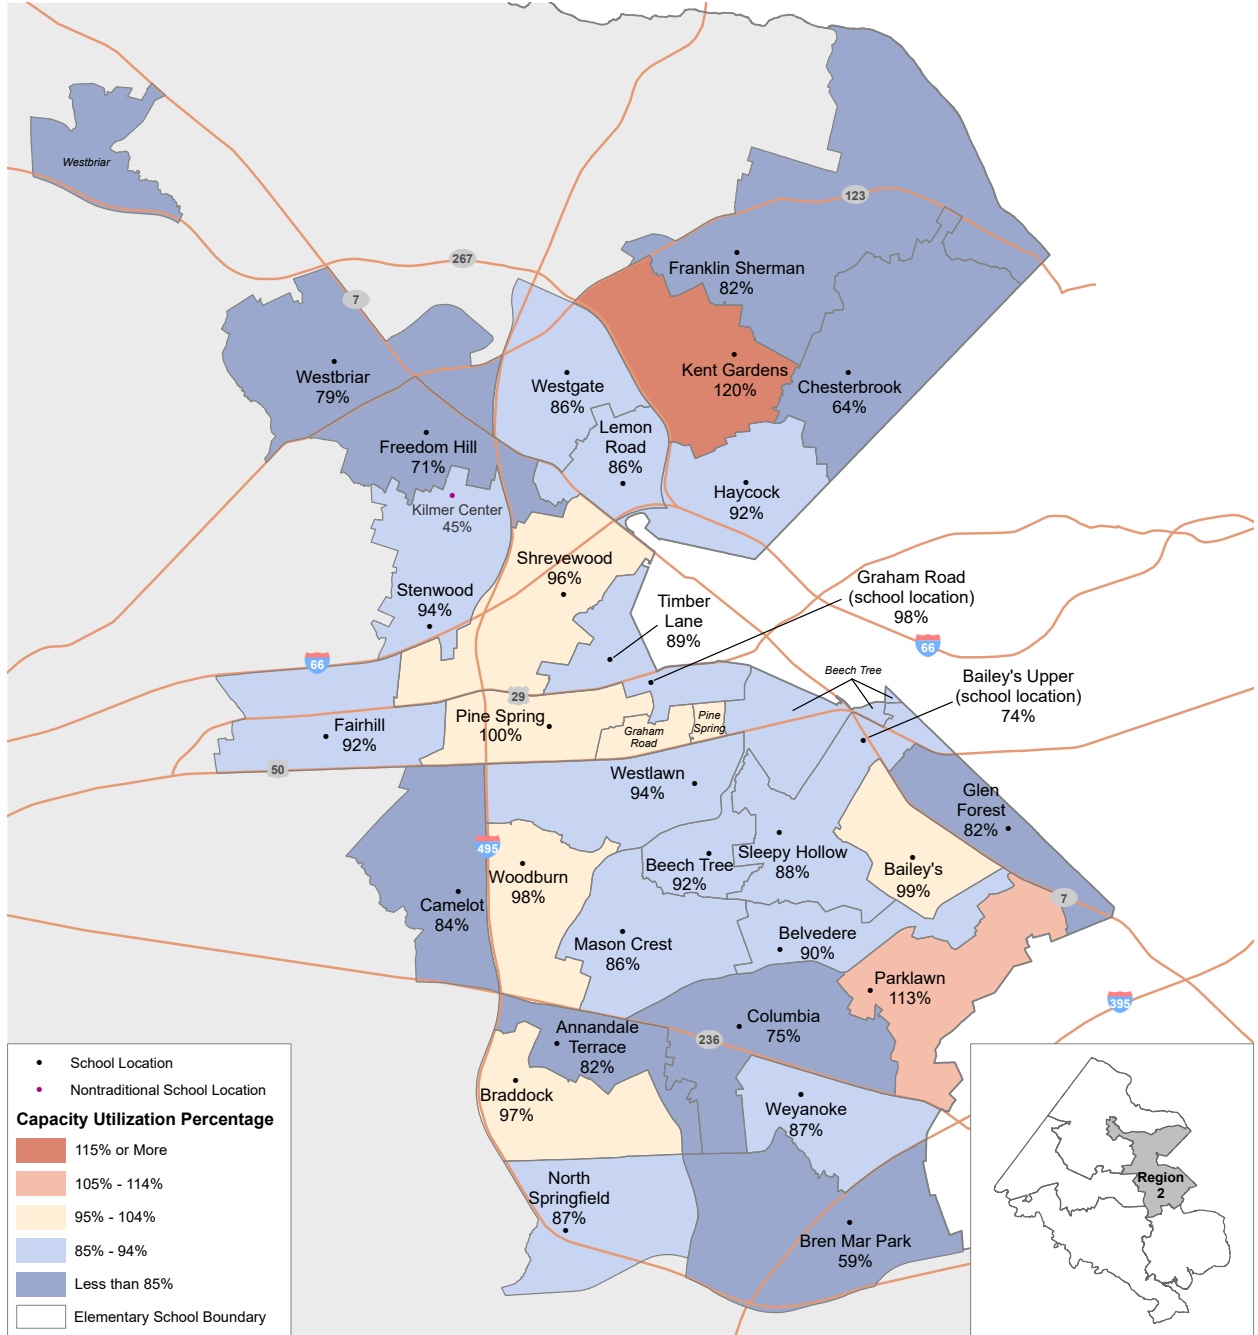 Westbriar
123
267
Franklin Sherman
82%
7
Kent Gardens
120%
Westbriar
79%
Westgate
86%
Chesterbrook
64%
Lemon
Road
86%
Freedom Hill
71%
Haycock
92%
Kilmer Center
45%
Shrevewood
96%
Graham Road
(school location)
98%
Stenwood
94%
Timber
Lane
89%
66
66
Beech Tree
Bailey's Upper
(school location)
74%
29
Fairhill
92%
Pine Spring
100%
Graham
Road
Pine
Spring
50
Westlawn
94%
Glen
Forest
82%
495
Woodburn
98%
Beech Tree
92%
Sleepy Hollow
88%
Bailey's
99%
Camelot
84%
7
Mason Crest
86%
Belvedere
90%
Parklawn
113%
395
Columbia
75%
236
Annandale
Terrace
82%
Braddock
97%
Weyanoke
87%
North
Springfield
87%
Bren Mar Park
59%
School Location
Nontraditional School Location
Capacity Utilization Percentage
115% or More
105% - 114%
95% - 104%
85% - 94%
Less than 85%
Elementary School Boundary
Region
2